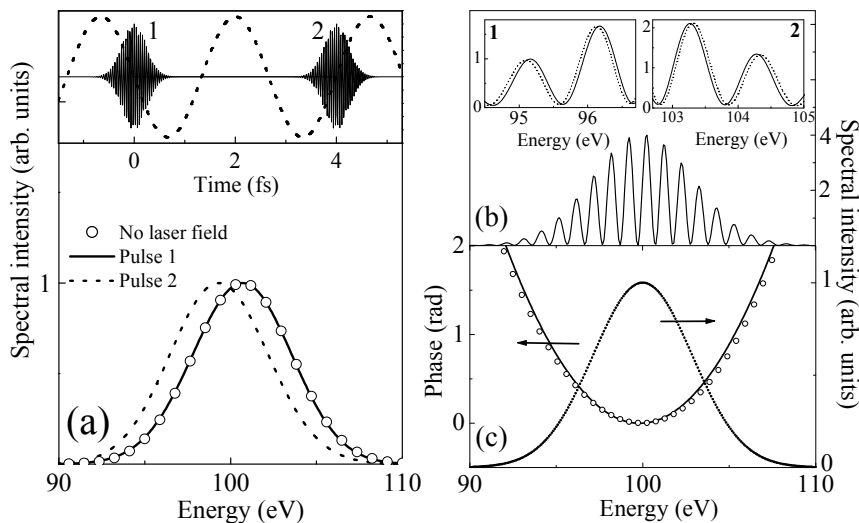 1
2
0
2
4
Time (fs)
Spectral intensity (arb. units)
No laser field
Pulse 1
Pulse 2
1
(a)
90
100
110
Energy (eV)
1
2
1
0
95
96
Energy (eV)
2
2
1
0
103
104
105
Energy (eV)
4
2
Spectral intensity (arb. units)
(b)
2
1
0
Phase (rad)
1
0
(c)
90
100
110
Energy (eV)